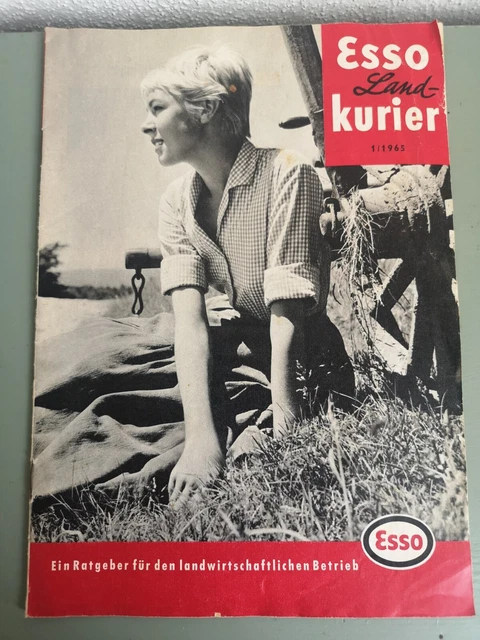 Esso
Land-
kurier
1/1965
Ein Ratgeber für den landwirtschaftlichen Betrieb
Esso